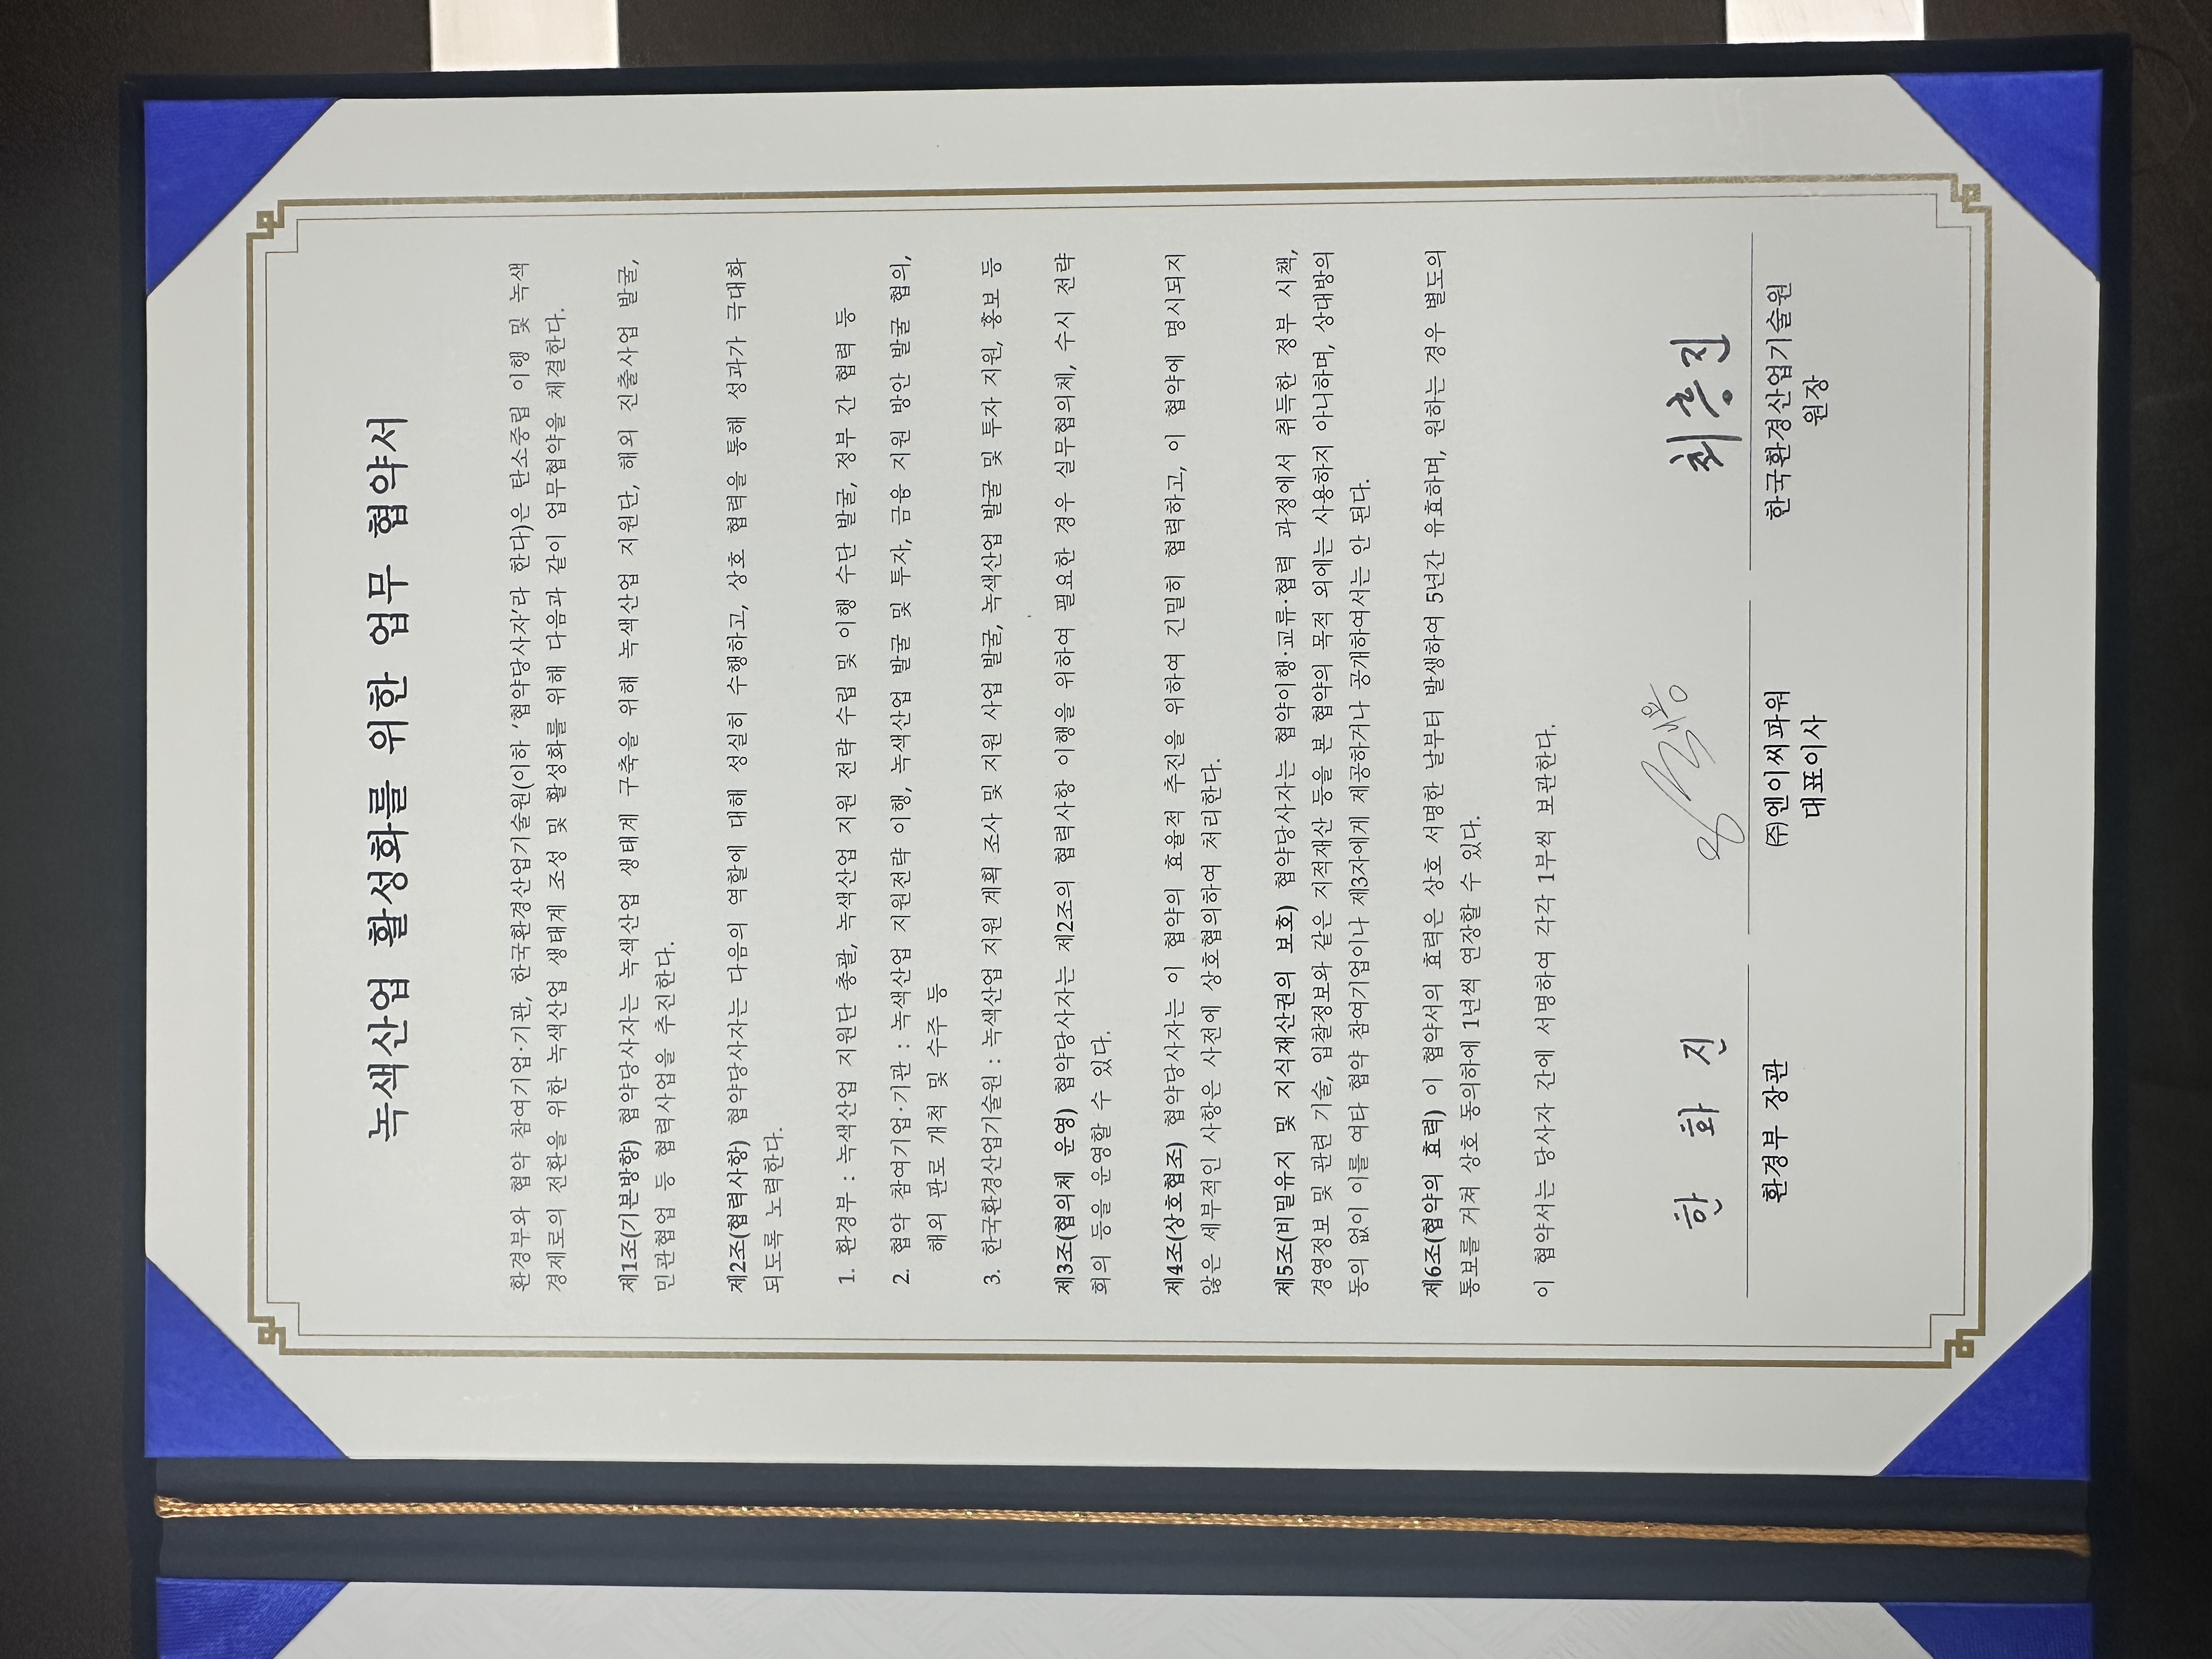 녹색산업 활성화를 위한 업무 협약서
환경부와 협약 참여기업·기관, 한국환경산업기술원(이하 ‘협약당사자’라 한다)은 탄소중립 이행 및 녹색
경제로의 전환을 위한 녹색산업 생태계 조성 및 활성화를 위해 다음과 같이 업무협약을 체결한다.
제1조(기본방향) 협약당사자는 녹색산업 생태계 구축을 위해 녹색산업 지원단, 해외 진출사업 발굴,
민관협업 등 협력사업을 추진한다.
제2조(협력사항) 협약당사자는 다음의 역할에 대해 성실히 수행하고, 상호 협력을 통해 성과가 극대화
되도록 노력한다.
1. 환경부 : 녹색산업 지원단 총괄, 녹색산업 지원 전략 수립 및 이행 수단 발굴, 정부 간 협력 등
2. 협약 참여기업·기관 : 녹색산업 지원전략 이행, 녹색산업 발굴 및 투자, 금융 지원 방안 발굴 협의,
해외 판로 개척 및 수주 등
3. 한국환경산업기술원 : 녹색산업 지원 계획 조사 및 지원 사업 발굴, 녹색산업 발굴 및 투자 지원, 홍보 등
제3조(협의체 운영) 협약당사자는 제2조의 협력사항 이행을 위하여 필요한 경우 실무협의체, 수시 전략
회의 등을 운영할 수 있다.
제4조(상호협조) 협약당사자는 이 협약의 효율적 추진을 위하여 긴밀히 협력하고, 이 협약에 명시되지
않은 세부적인 사항은 사전에 상호협의하여 처리한다.
제5조(비밀유지 및 지식재산권의 보호) 협약당사자는 협약이행·교류·협력 과정에서 취득한 정부 시책,
경영정보 및 관련 기술, 입찰정보와 같은 지적재산 등을 본 협약의 목적 외에는 사용하지 아니하며, 상대방의
동의 없이 이를 여타 협약 참여기업이나 제3자에게 제공하거나 공개하여서는 안 된다.
제6조(협약의 효력) 이 협약서의 효력은 상호 서명한 날부터 발생하여 5년간 유효하며, 원하는 경우 별도의
통보를 거쳐 상호 동의하에 1년씩 연장할 수 있다.
이 협약서는 당사자 간에 서명하여 각각 1부씩 보관한다.
한 화 진
최흥진
환경부 장관
㈜엔이씨파워
대표이사
한국환경산업기술원
원장